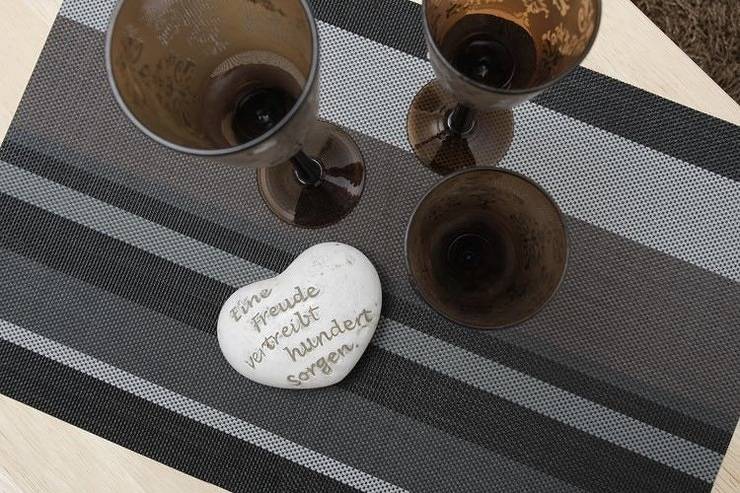 Eine
Freude
vertreibt
hundert
sorgen.